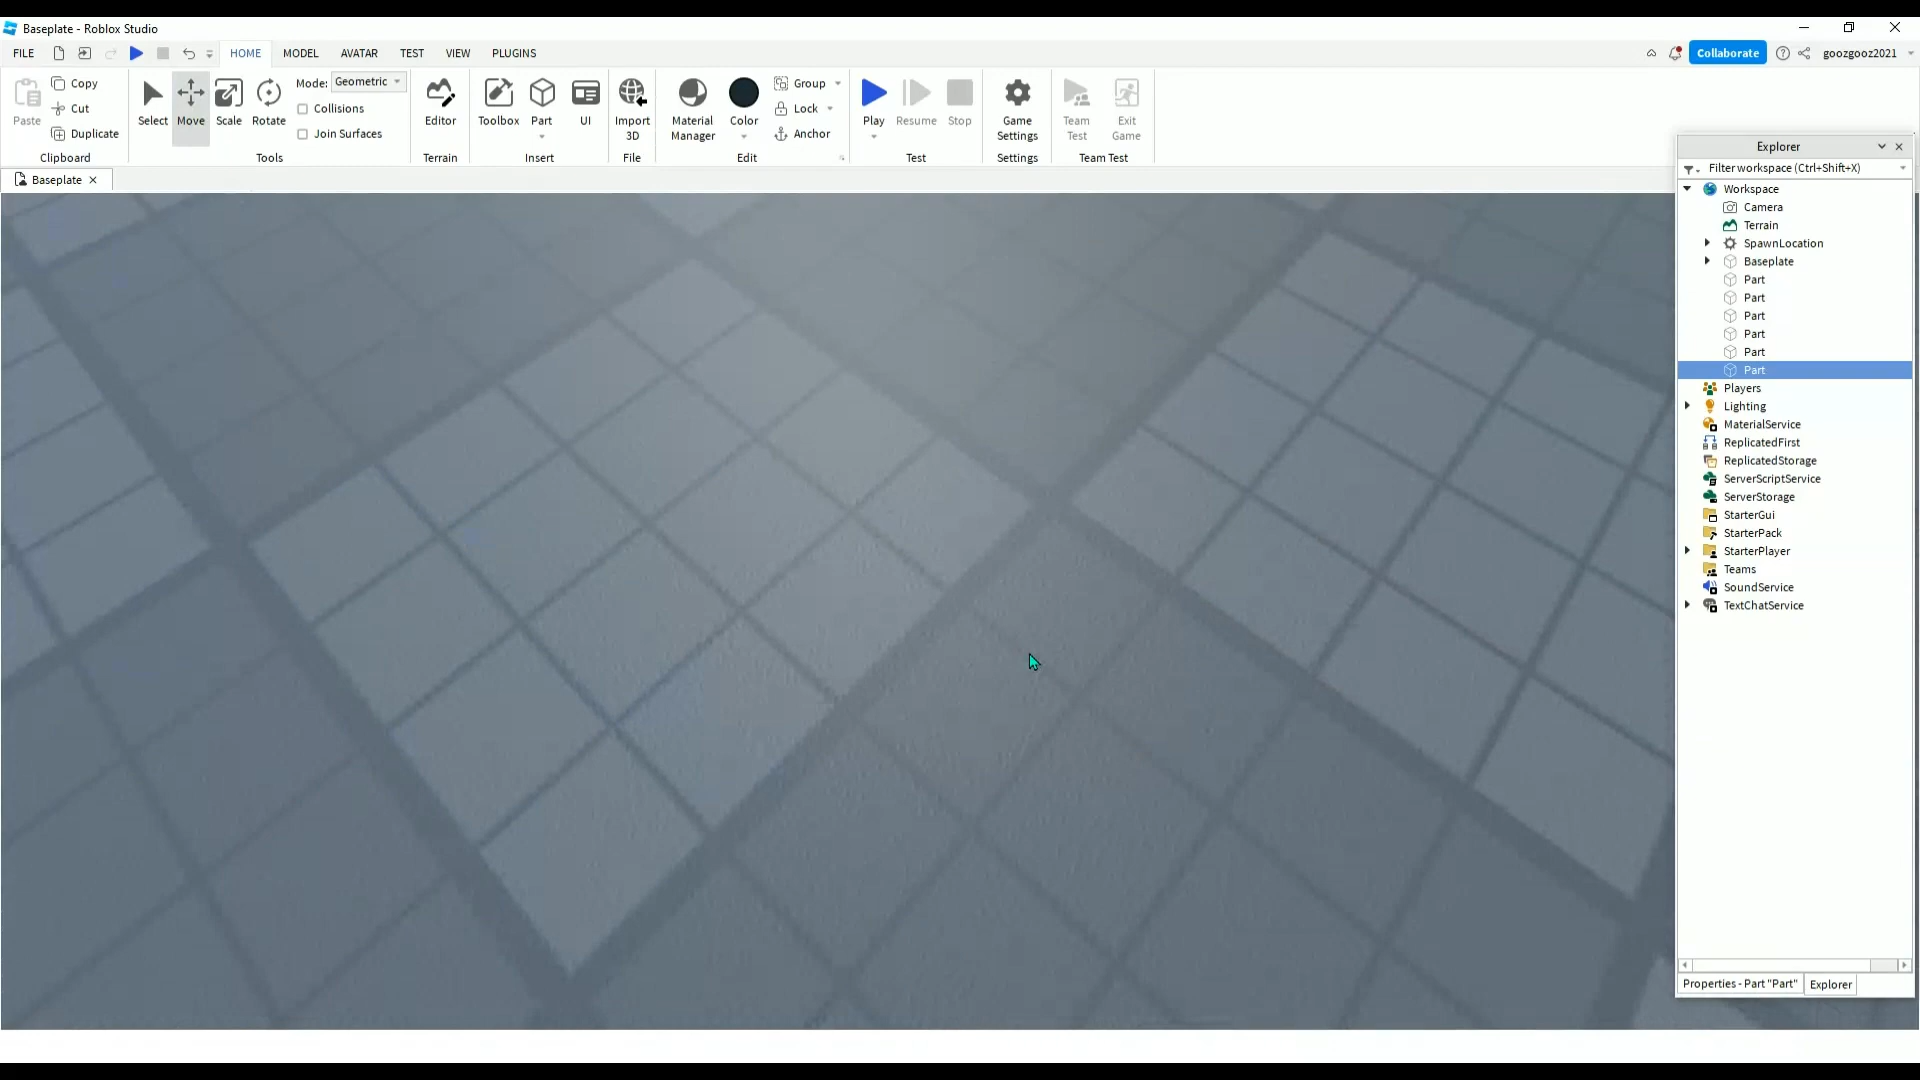 Baseplate - Roblox Studio
FILE HOME MODEL AVATAR TEST VIEW PLUGINS Collaborate goozgooz2021
Paste Copy Cut Duplicate
Clipboard
Select Move Scale Rotate
Mode: Geometric
Collisions
Join Surfaces
Tools
Editor
Terrain
Toolbox Part UI
Insert
Import 3D
File
Material Manager Color
Group
Lock
Anchor
Edit
Play Resume Stop
Test
Game Settings
Settings
Team Test Exit Game
Team Test
Baseplate
Explorer
Filter workspace (Ctrl+Shift+X)
Workspace
Camera
Terrain
SpawnLocation
Baseplate
Part
Part
Part
Part
Part
Part
Players
Lighting
MaterialService
ReplicatedFirst
ReplicatedStorage
ServerScriptService
ServerStorage
StarterGui
StarterPack
StarterPlayer
Teams
SoundService
TextChatService
Properties - Part "Part" Explorer